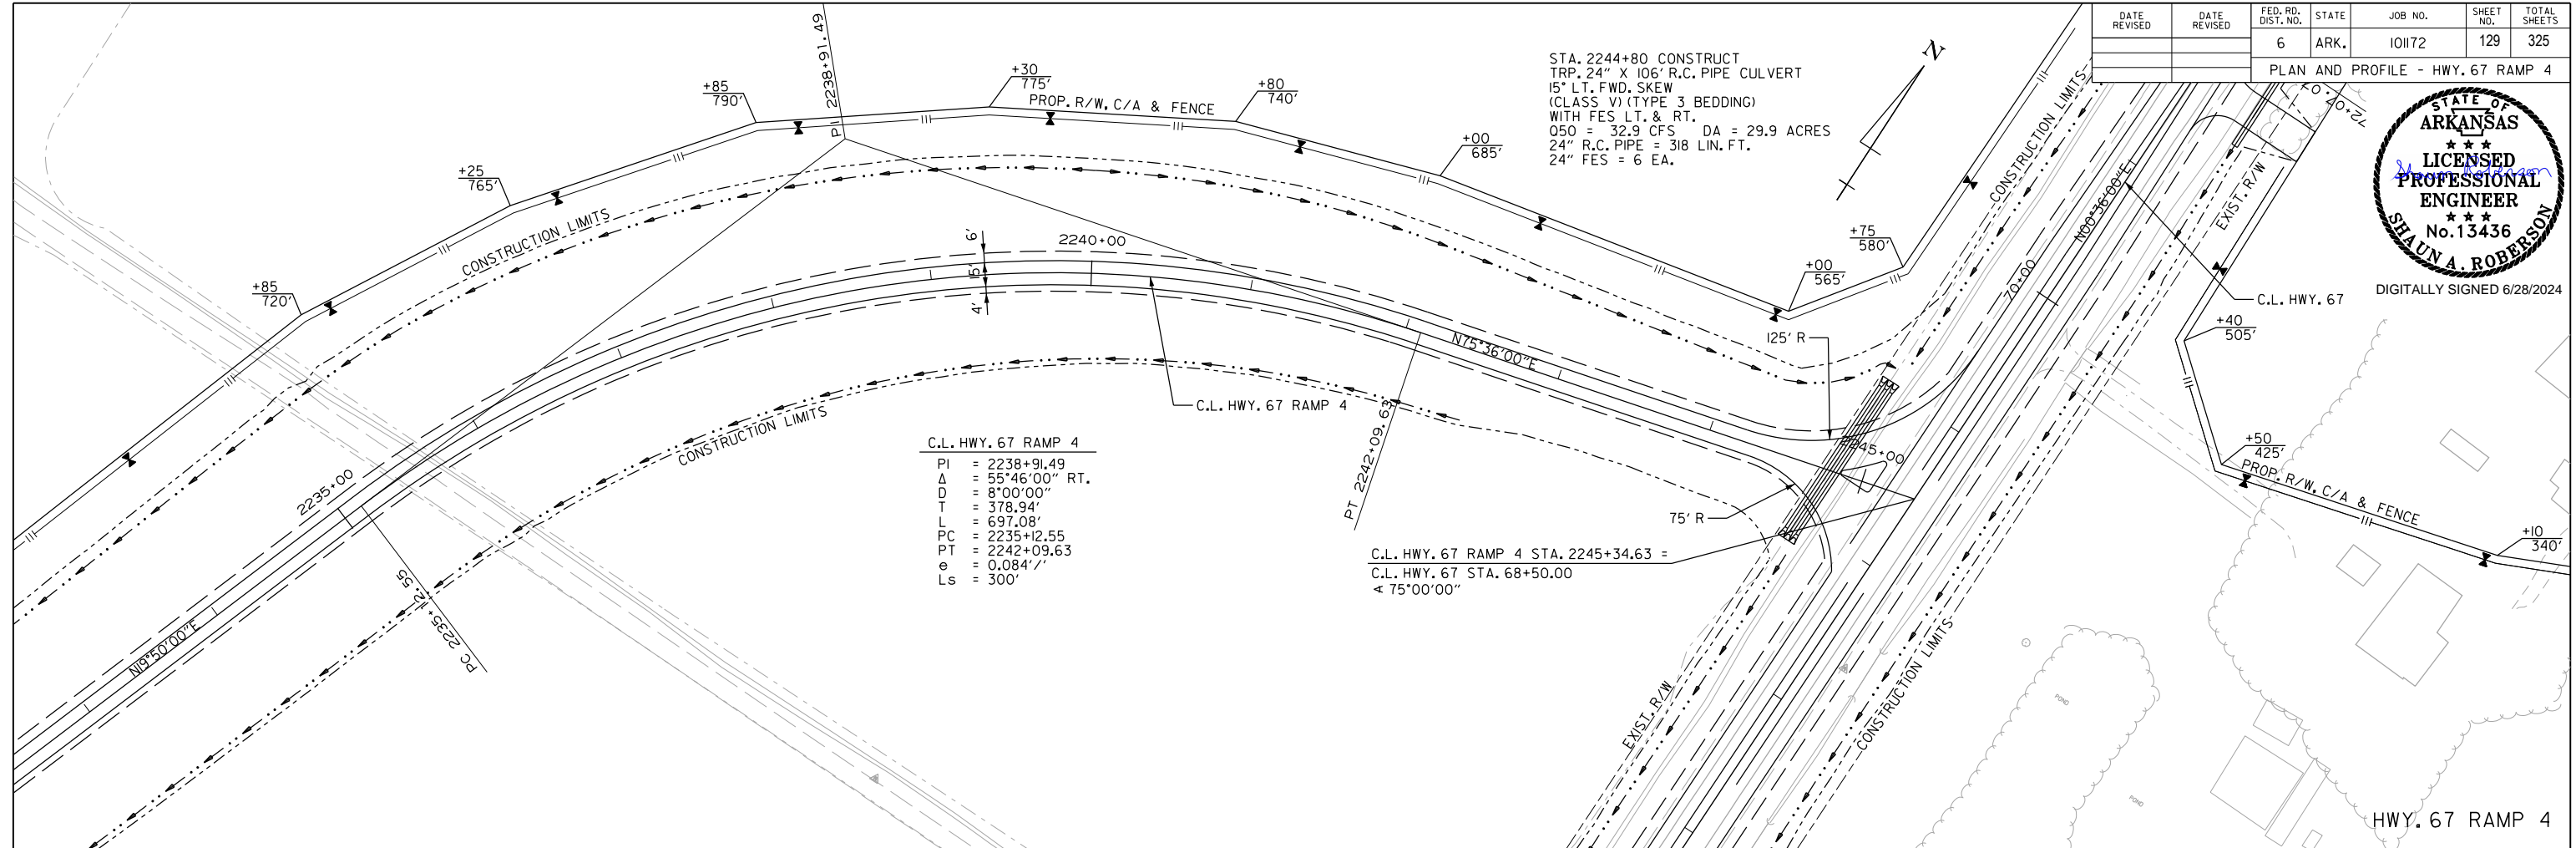 DATE REVISED
DATE REVISED
FED. RD. DIST. NO.
STATE
JOB NO.
SHEET NO.
TOTAL SHEETS
6
ARK.
101172
129
325
PLAN AND PROFILE - HWY. 67 RAMP 4
STATE OF
ARKANSAS
LICENSED
PROFESSIONAL
ENGINEER
No.13436
SHAUN A. ROBERSON
Shaun Roberson
DIGITALLY SIGNED 6/28/2024
STA. 2244+80 CONSTRUCT
TRP. 24" X 106' R.C. PIPE CULVERT
15° LT. FWD. SKEW
(CLASS V) (TYPE 3 BEDDING)
WITH FES LT. & RT.
Q50 = 32.9 CFS DA = 29.9 ACRES
24" R.C. PIPE = 318 LIN. FT.
24" FES = 6 EA.
N
PI 2238+91.49
+85
790'
+30
775'
PROP. R/W, C/A & FENCE
+80
740'
+00
685'
+25
765'
+85
720'
+75
580'
+00
565'
CONSTRUCTION LIMITS
CONSTRUCTION LIMITS
EXIST. R/W
N00°36'00"E
70+00
C.L. HWY. 67
+40
505'
+50
425'
PROP. R/W, C/A & FENCE
+10
340'
6'
15'
4'
2240+00
N75°36'00"E
125' R
2245+00
75' R
C.L. HWY. 67 RAMP 4
CONSTRUCTION LIMITS
PT 2242+09.63
2235+00
PC 2235+12.55
N19°50'00"E
C.L. HWY. 67 RAMP 4
PI = 2238+91.49
Δ = 55°46'00" RT.
D = 8°00'00"
T = 378.94'
L = 697.08'
PC = 2235+12.55
PT = 2242+09.63
e = 0.084'/'
Ls = 300'
C.L. HWY. 67 RAMP 4 STA. 2245+34.63 =
C.L. HWY. 67 STA. 68+50.00
∢ 75°00'00"
EXIST. R/W
CONSTRUCTION LIMITS
POND
POND
HWY. 67 RAMP 4